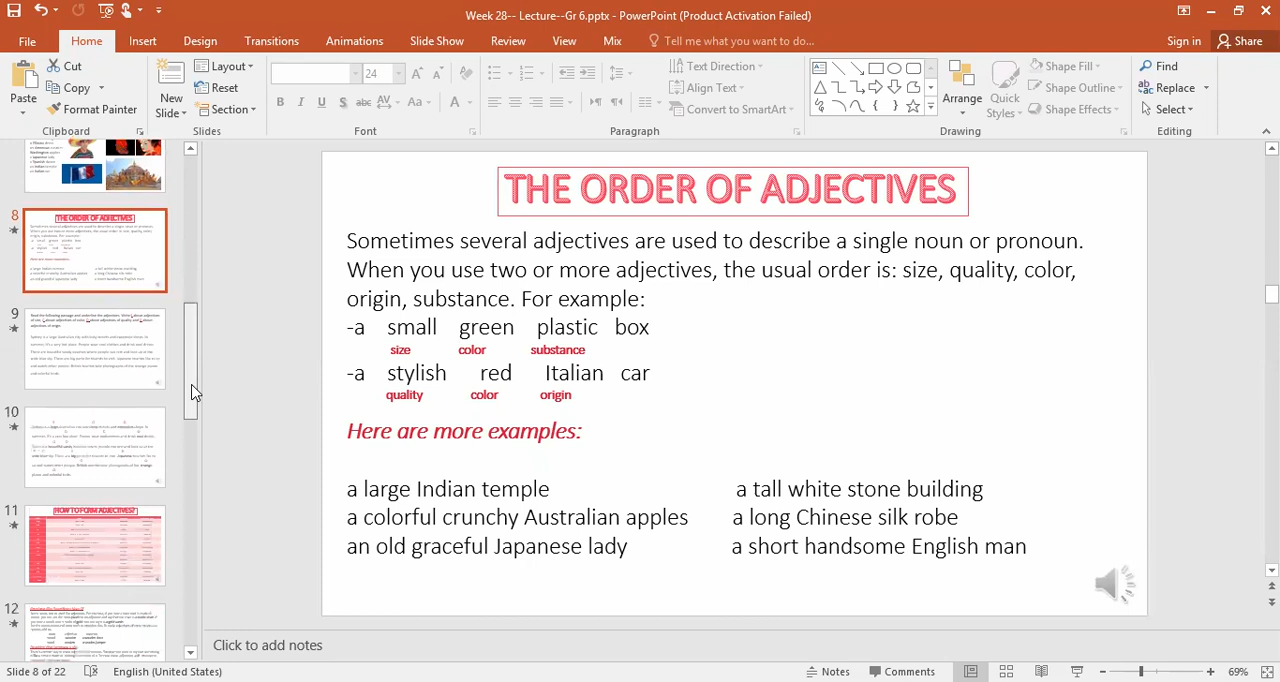 Week 28-- Lecture--Gr 6.pptx - PowerPoint (Product Activation Failed)
File Home Insert Design Transitions Animations Slide Show Review View Mix Tell me what you want to do... Sign in Share
Paste Cut Copy Format Painter
New Slide Layout Reset Section
24
B I U S abc AV Aa A
Text Direction Align Text Convert to SmartArt
Arrange Quick Styles Shape Fill Shape Outline Shape Effects
Find Replace Select
Clipboard Slides Font Paragraph Drawing Editing
8
THE ORDER OF ADJECTIVES
9
10
11
HOW TO FORM ADJECTIVES?
12
THE ORDER OF ADJECTIVES
Sometimes several adjectives are used to describe a single noun or pronoun.
When you use two or more adjectives, the usual order is: size, quality, color,
origin, substance. For example:
-a small green plastic box
size color substance
-a stylish red Italian car
quality color origin
Here are more examples:
a large Indian temple a tall white stone building
a colorful crunchy Australian apples a long Chinese silk robe
an old graceful Japanese lady a short handsome English man
Click to add notes
Slide 8 of 22 English (United States) Notes Comments 69%